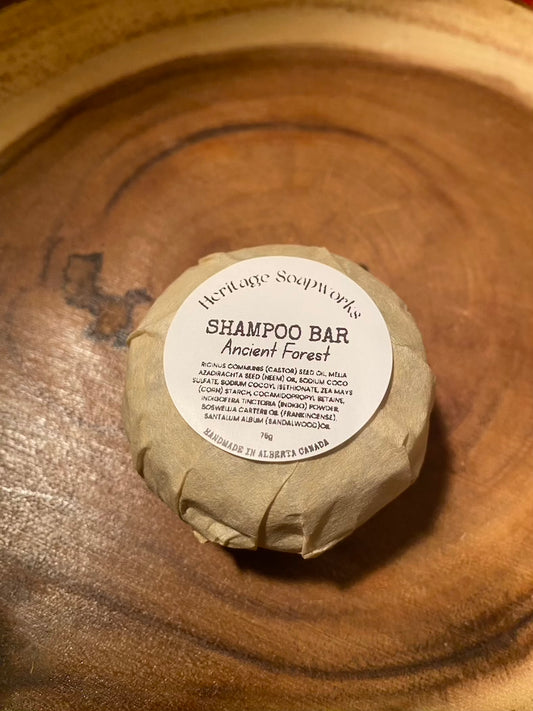 Heritage Soapworks
SHAMPOO BAR
Ancient Forest
RICINUS COMMUNIS (CASTOR) SEED OIL, MELIA
AZADIRACHTA SEED (NEEM) OIL, SODIUM COCO
SULFATE, SODIUM COCOYL ISETHIONATE, ZEA MAYS
(CORN) STARCH, COCAMIDOPROPYL BETAINE,
INDIGOFERA TINCTORIA (INDIGO) POWDER,
BOSWELLIA CARTERII OIL (FRANKINCENSE),
SANTALUM ALBUM (SANDALWOOD)OIL
76g
HANDMADE IN ALBERTA CANADA